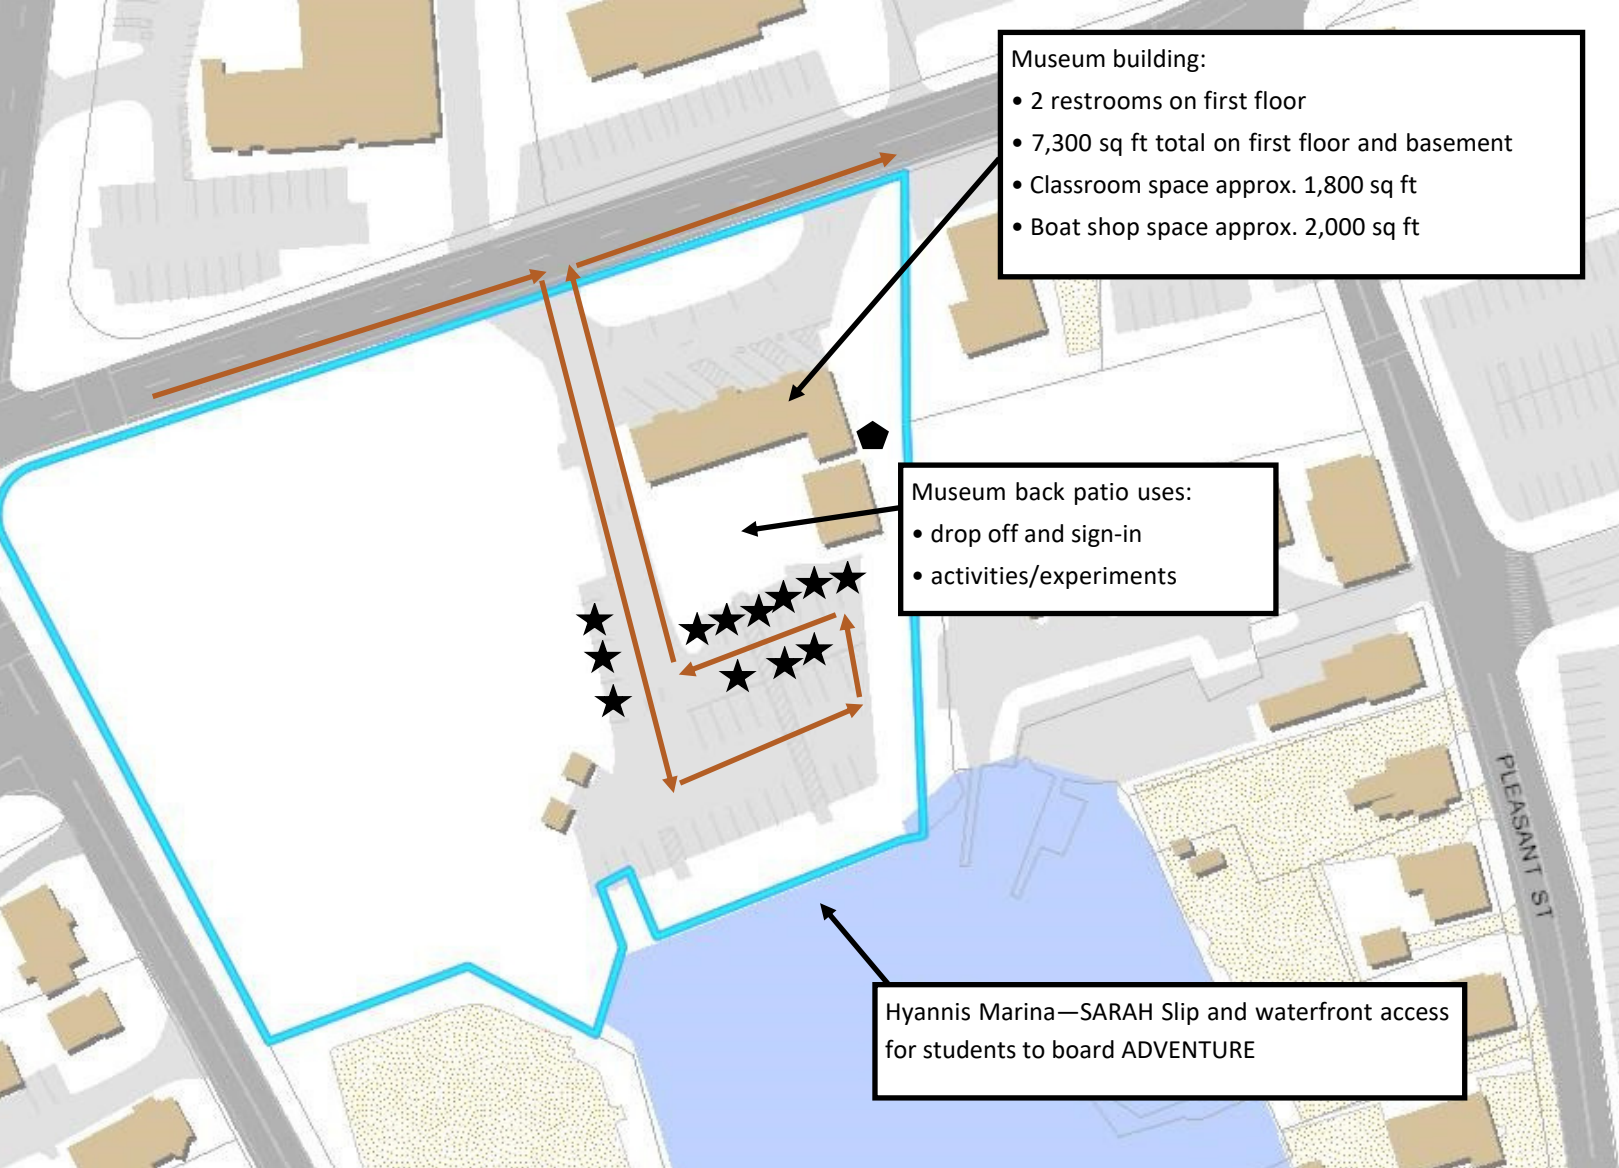 Museum building:
• 2 restrooms on first floor
• 7,300 sq ft total on first floor and basement
• Classroom space approx. 1,800 sq ft
• Boat shop space approx. 2,000 sq ft
Museum back patio uses:
• drop off and sign-in
• activities/experiments
PLEASANT ST
Hyannis Marina—SARAH Slip and waterfront access
for students to board ADVENTURE